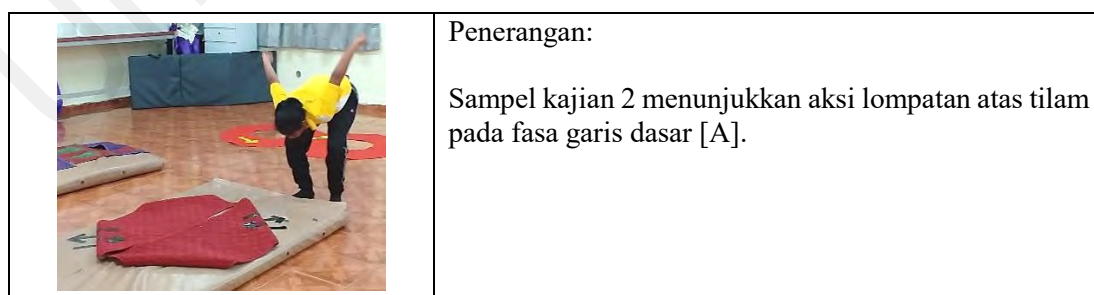 Penerangan:
Sampel kajian 2 menunjukkan aksi lompatan atas tilam
pada fasa garis dasar [A].